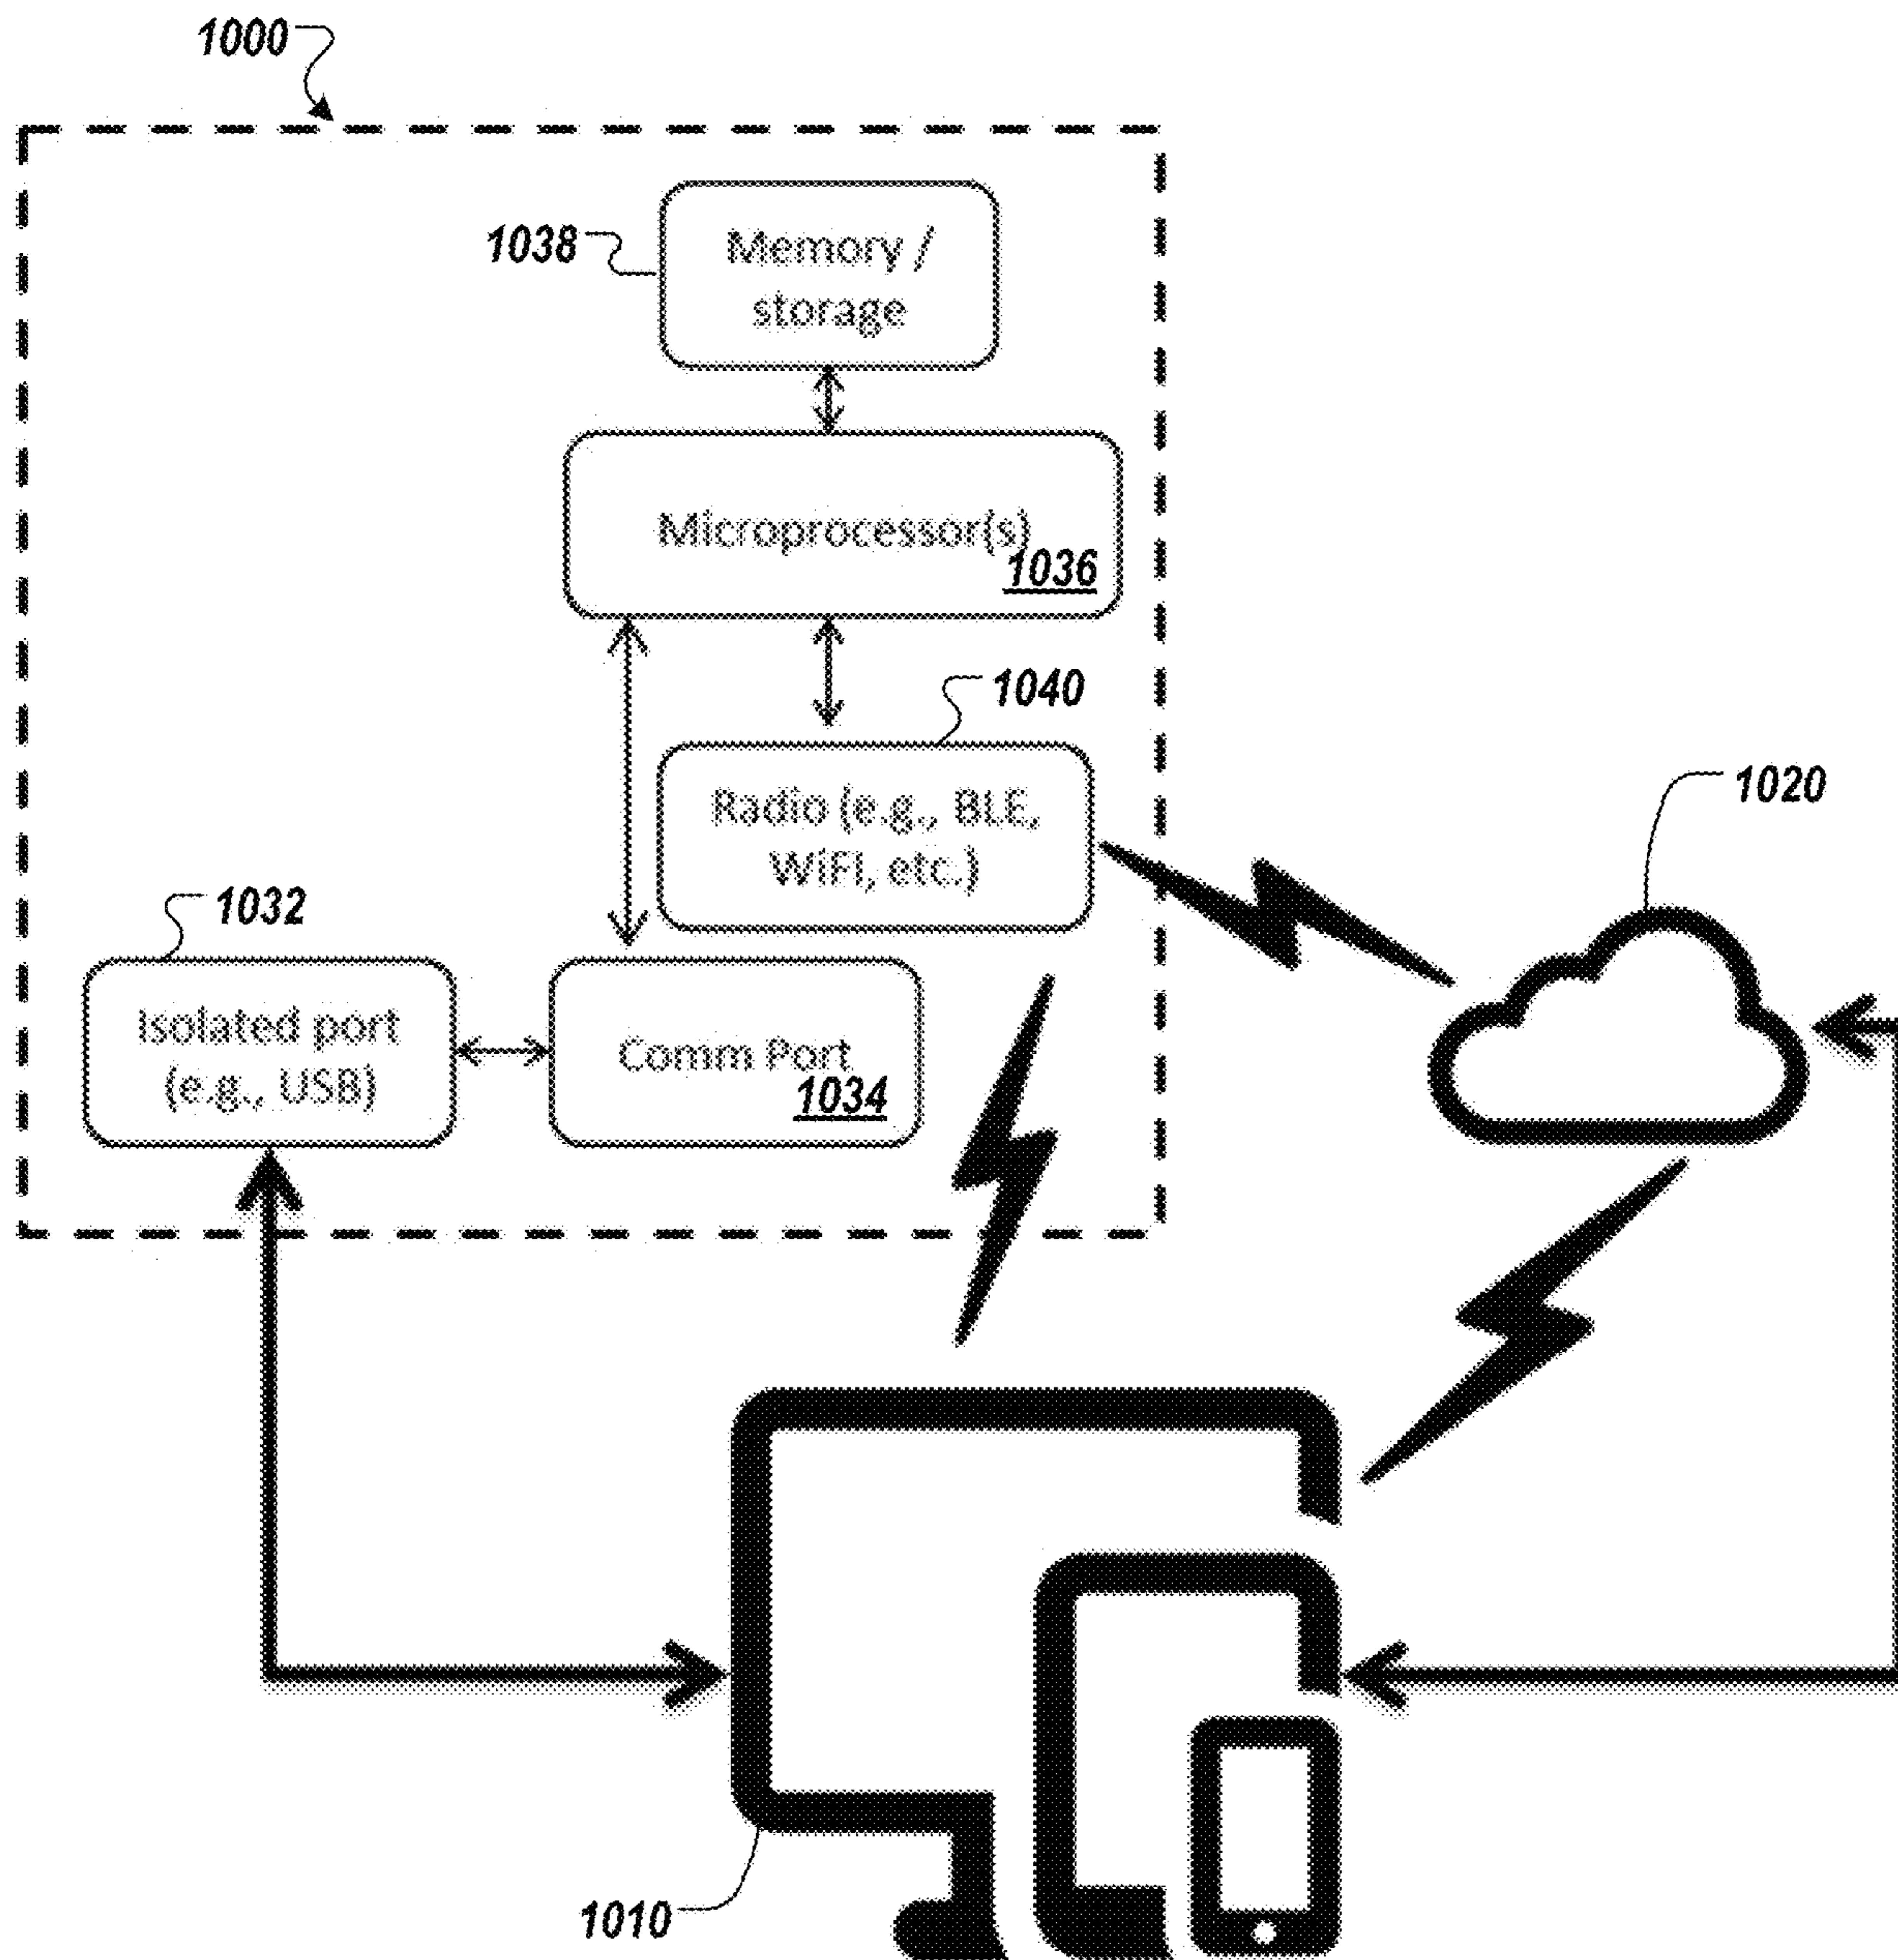 1000
1038
Memory /
storage
Microprocessor(s)
1036
1040
Radio (e.g., BLE,
WiFi, etc.)
1020
1032
Isolated port
(e.g., USB)
Comm Port
1034
1010